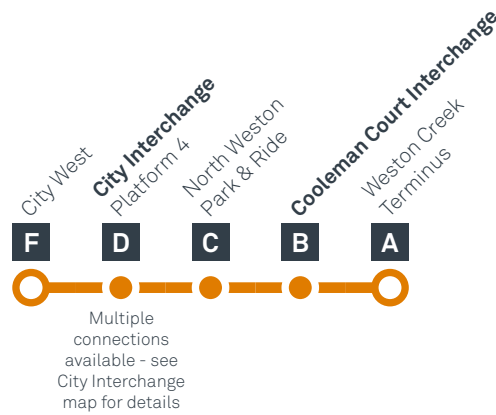 City West
City Interchange
Platform 4
North Weston
Park & Ride
Cooleman Court Interchange
Weston Creek
Terminus
F
D
C
B
A
Multiple
connections
available - see
City Interchange
map for details